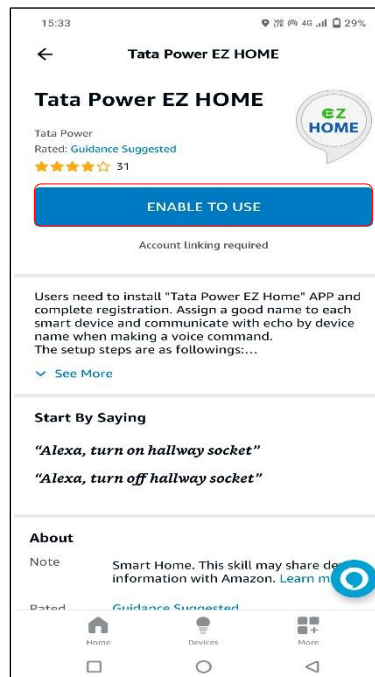 15:33
4G 29%
Tata Power EZ HOME
Tata Power EZ HOME
EZ
HOME
Tata Power
Rated: Guidance Suggested
31
ENABLE TO USE
Account linking required
Users need to install "Tata Power EZ Home" APP and
complete registration. Assign a good name to each
smart device and communicate with echo by device
name when making a voice command.
The setup steps are as followings:...
See More
Start By Saying
“Alexa, turn on hallway socket”
“Alexa, turn off hallway socket”
About
Note
Smart Home. This skill may share de
information with Amazon. Learn m
Rated Guidance Suggested
Home Devices More